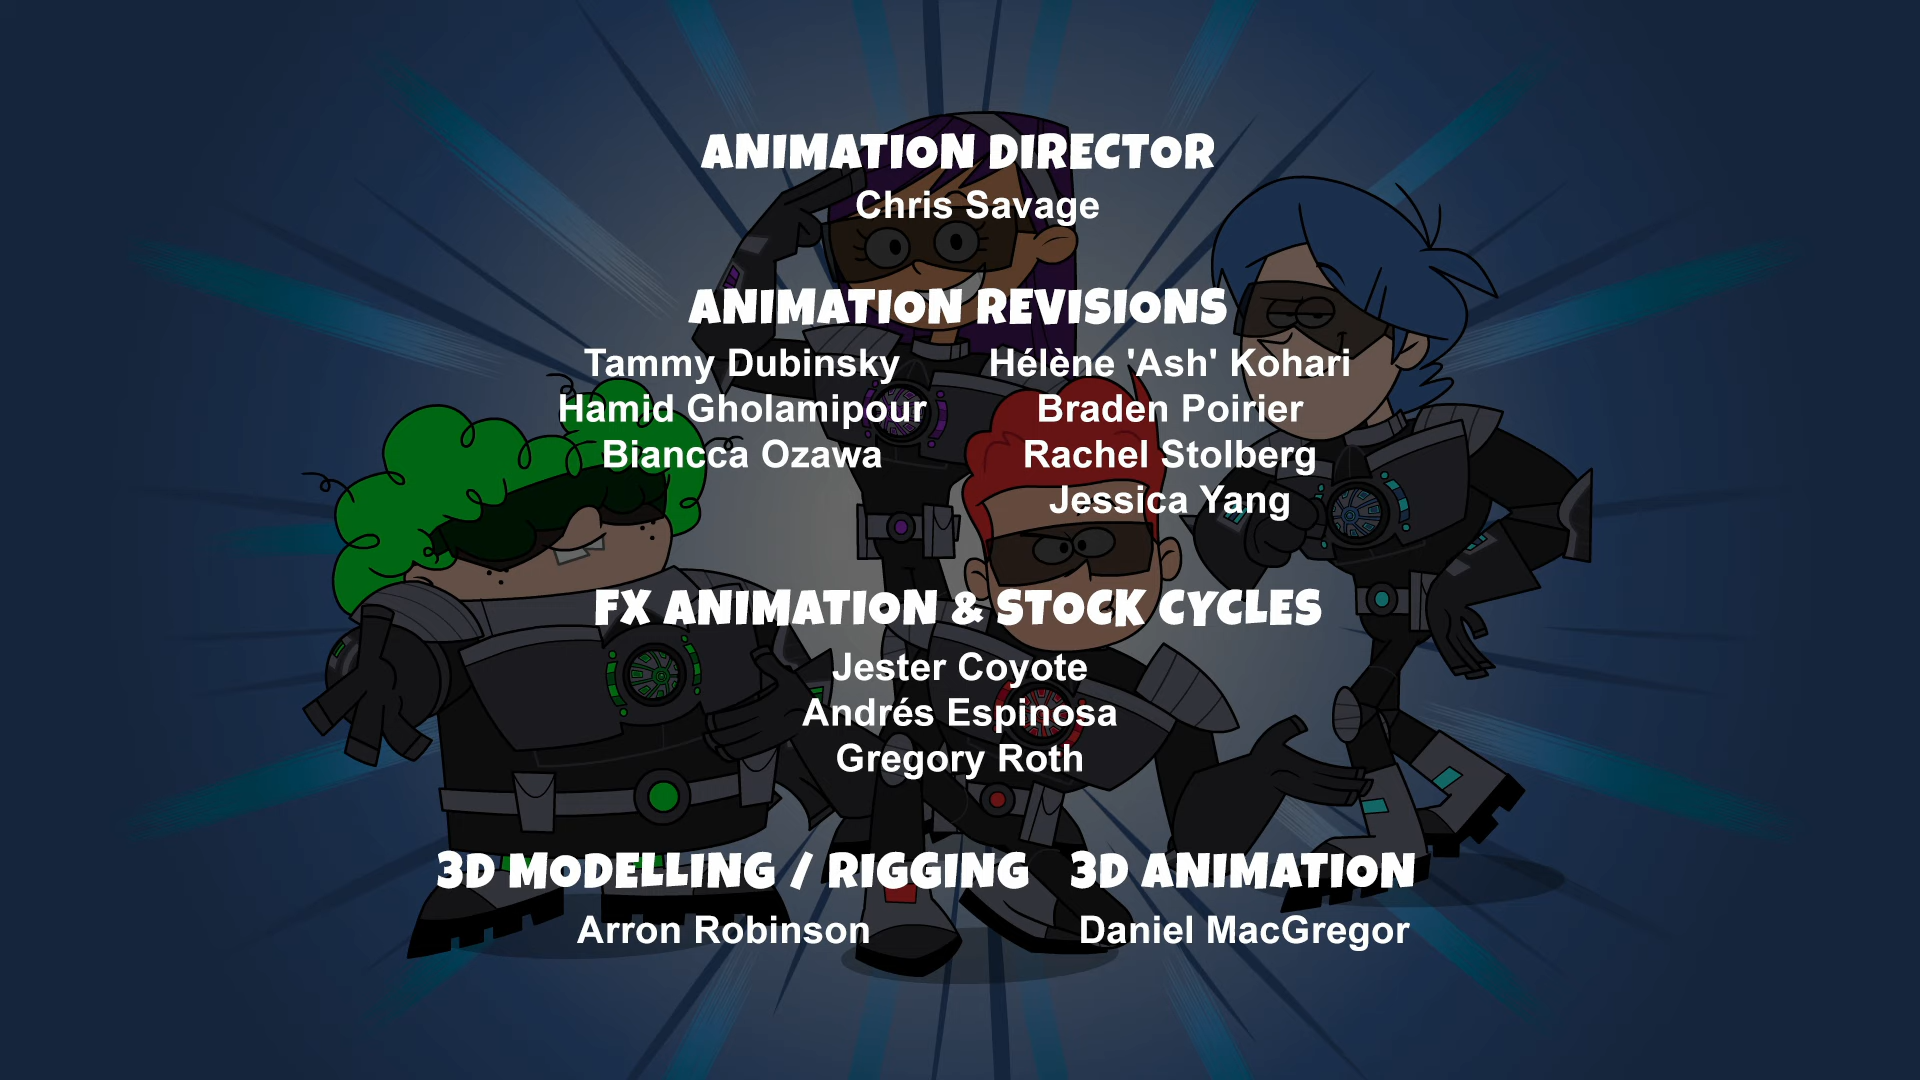 ANIMATION DIRECTOR
Chris Savage
ANIMATION REVISIONS
Tammy Dubinsky
Hamid Gholamipour
Biancca Ozawa
Hélène 'Ash' Kohari
Braden Poirier
Rachel Stolberg
Jessica Yang
FX ANIMATION & STOCK CYCLES
Jester Coyote
Andrés Espinosa
Gregory Roth
3D MODELLING / RIGGING
Arron Robinson
3D ANIMATION
Daniel MacGregor